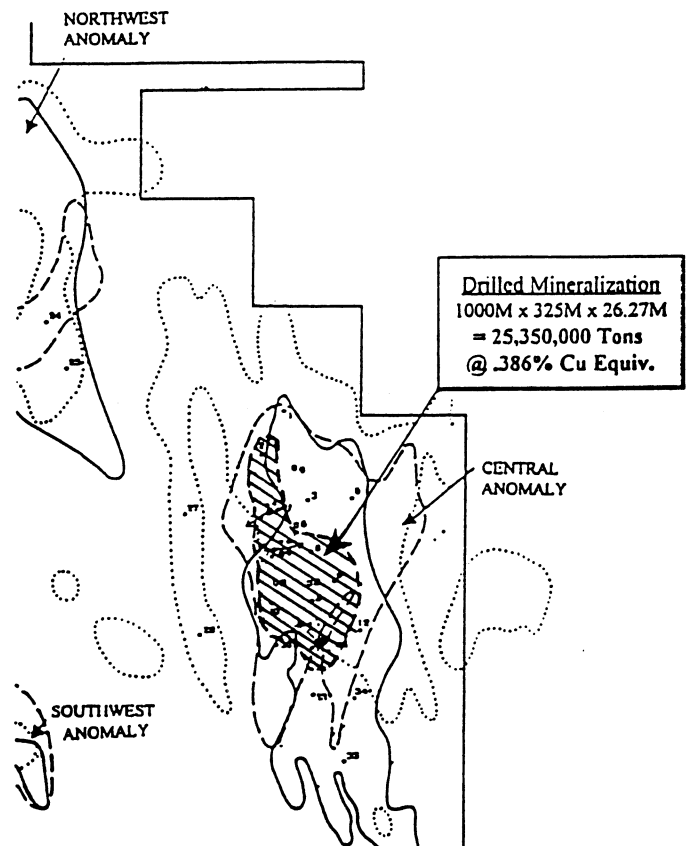 NORTHWEST
ANOMALY
Drilled Mineralization
1000M x 325M x 26.27M
= 25,350,000 Tons
@ .386% Cu Equiv.
CENTRAL
ANOMALY
SOUTHWEST
ANOMALY